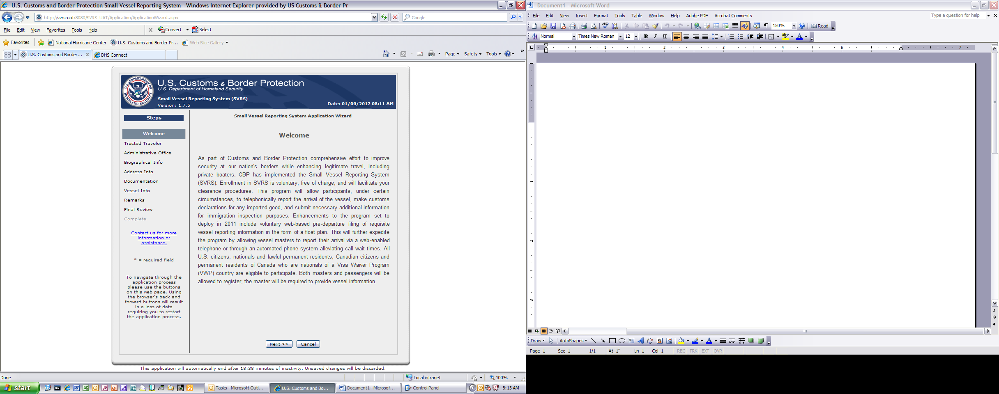 U.S. Customs and Border Protection Small Vessel Reporting System - Windows Internet Explorer provided by US Customs & Border Pr
http://svrs-uat:8080/SVRS_UAT/Application/ApplicationWizard.aspx
Google
File Edit View Favorites Tools Help
Convert Select
Favorites National Hurricane Center U.S. Customs and Border Pr... Web Slice Gallery
U.S. Customs and Border... DHS Connect
Page Safety Tools
U.S. Customs & Border Protection
U.S. Department of Homeland Security
Small Vessel Reporting System (SVRS)
Version: 1.7.5
Date: 01/06/2012 08:11 AM
U.S. DEPARTMENT OF HOMELAND SECURITY
Steps
Welcome
Trusted Traveler
Administrative Office
Biographical Info
Address Info
Documentation
Vessel Info
Remarks
Final Review
Complete
Contact us for more
information or
assistance.
* = required field
To navigate through the
application process
please use the buttons
on this web page. Using
the browser's back and
forward buttons will result
in a loss of data
requiring you to restart
the application process.
Small Vessel Reporting System Application Wizard
Welcome
As part of Customs and Border Protection comprehensive effort to improve
security at our nation's borders while enhancing legitimate travel, including
private boaters, CBP has implemented the Small Vessel Reporting System
(SVRS). Enrollment in SVRS is voluntary, free of charge, and will facilitate your
clearance procedures. This program will allow participants, under certain
circumstances, to telephonically report the arrival of the vessel, make customs
declarations for any imported good, and submit necessary additional information
for immigration inspection purposes. Enhancements to the program set to
deploy in 2011 include voluntary web-based pre-departure filing of requisite
vessel reporting information in the form of a float plan. This will further expedite
the program by allowing vessel masters to report their arrival via a web-enabled
telephone or through an automated phone system alleviating call wait times. All
U.S. citizens, nationals and lawful permanent residents; Canadian citizens and
permanent residents of Canada who are nationals of a Visa Waiver Program
(VWP) country are eligible to participate. Both masters and passengers will be
allowed to register; the master will be required to provide vessel information.
Next >> Cancel
This application will automatically end after 18:38 minutes of inactivity. Unsaved changes will be discarded.
Done
Local intranet
100%
start
Tasks - Microsoft Outl...
U.S. Customs and Bo...
Document1 - Microsof...
Control Panel
8:13 AM
Document1 - Microsoft Word
File Edit View Insert Format Tools Table Window Help Adobe PDF Acrobat Comments
Type a question for help
150%
Read
Normal Times New Roman 12 B I U
1 2 3 4 5 7
1
1
2
3
Draw AutoShapes
Page 1 Sec 1 1/1 At 1" Ln 1 Col 1 REC TRK EXT OVR